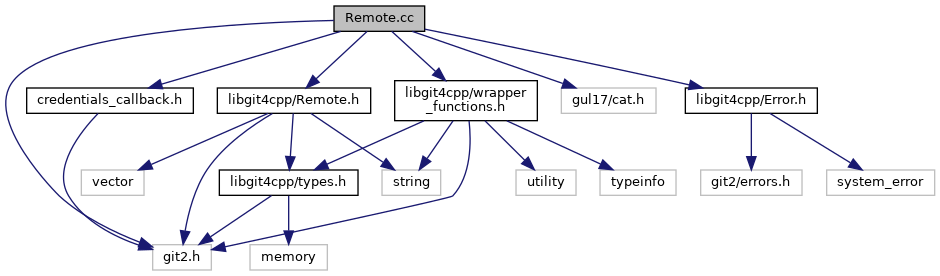 Remote.cc
credentials_callback.h
libgit4cpp/Remote.h
libgit4cpp/wrapper
_functions.h
gul17/cat.h
libgit4cpp/Error.h
vector
libgit4cpp/types.h
string
utility
typeinfo
git2/errors.h
system_error
git2.h
memory